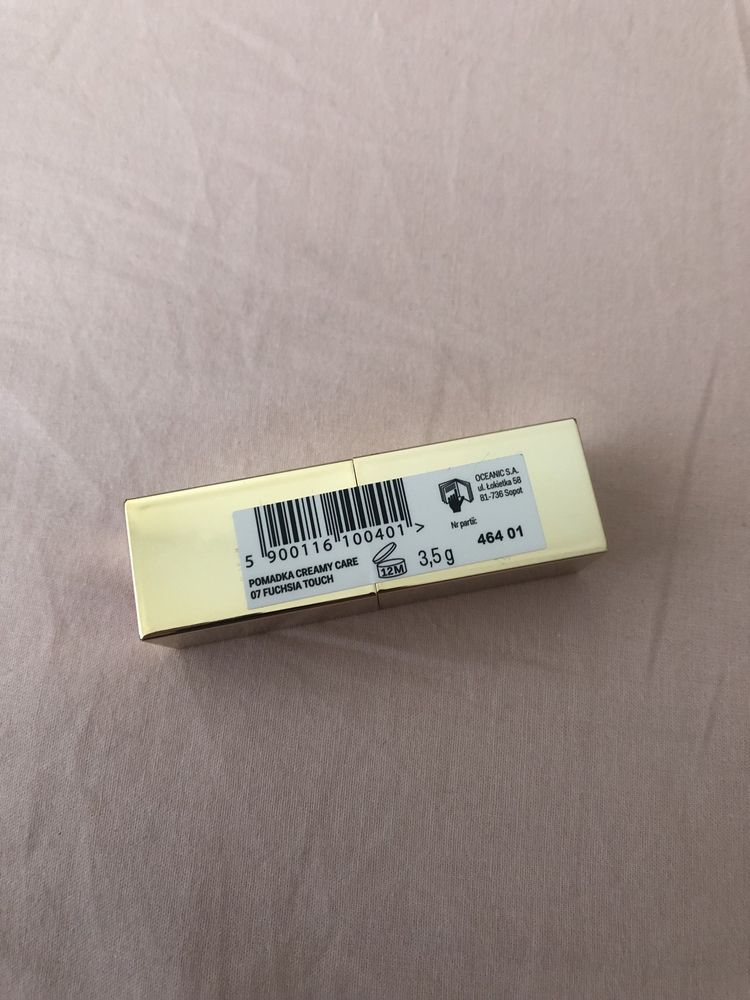 5 900116 100401 >
POMADKA CREAMY CARE
07 FUCHSIA TOUCH
12M
3,5 g
OCEANIC S.A.
ul. Łokietka 58
81-736 Sopot
Nr partii:
464 01